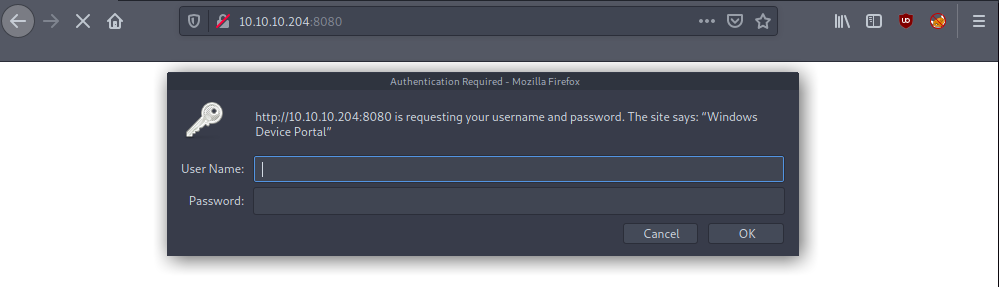 10.10.10.204:8080
Authentication Required - Mozilla Firefox
http://10.10.10.204:8080 is requesting your username and password. The site says: “Windows
Device Portal”
User Name:
Password:
Cancel OK